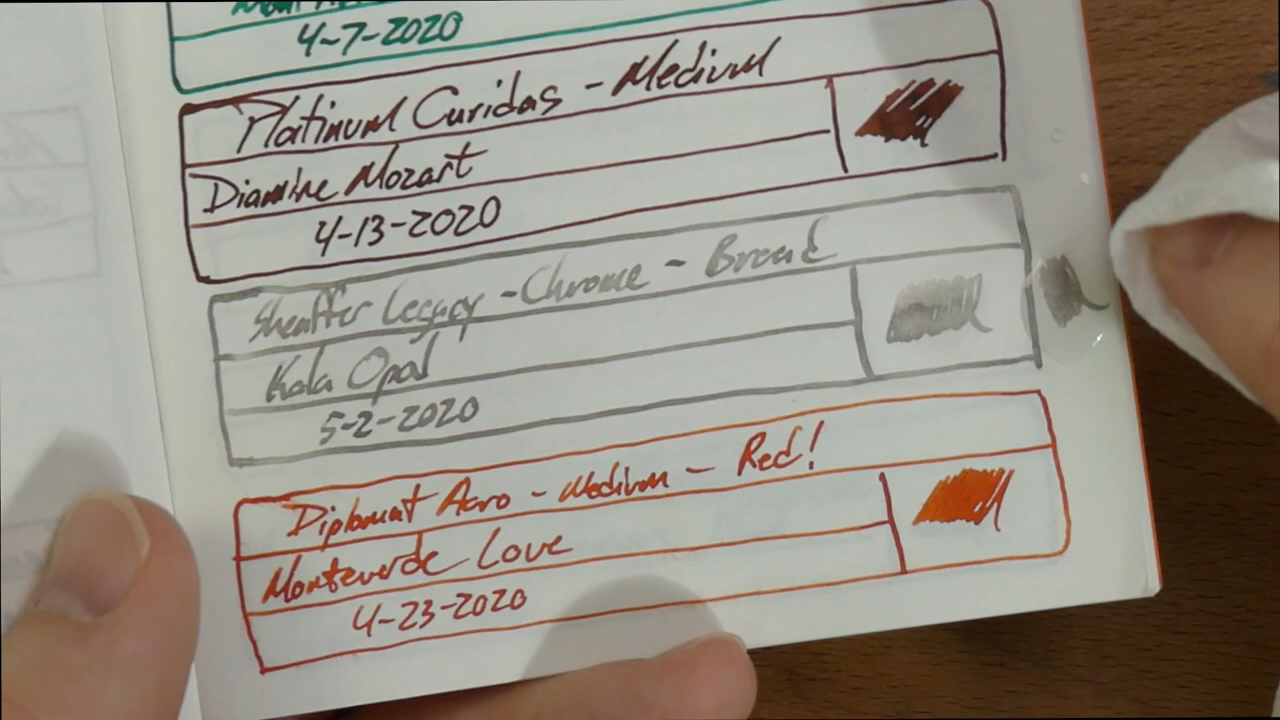 4-7-2020
Platinum Curidas - Medium
Diamine Mozart
4-13-2020
Sheaffer Legacy - Chrome - Broad
Kala Opal
5-2-2020
Diplomat Aero - Medium - Red!
Monteverde Love
4-23-2020